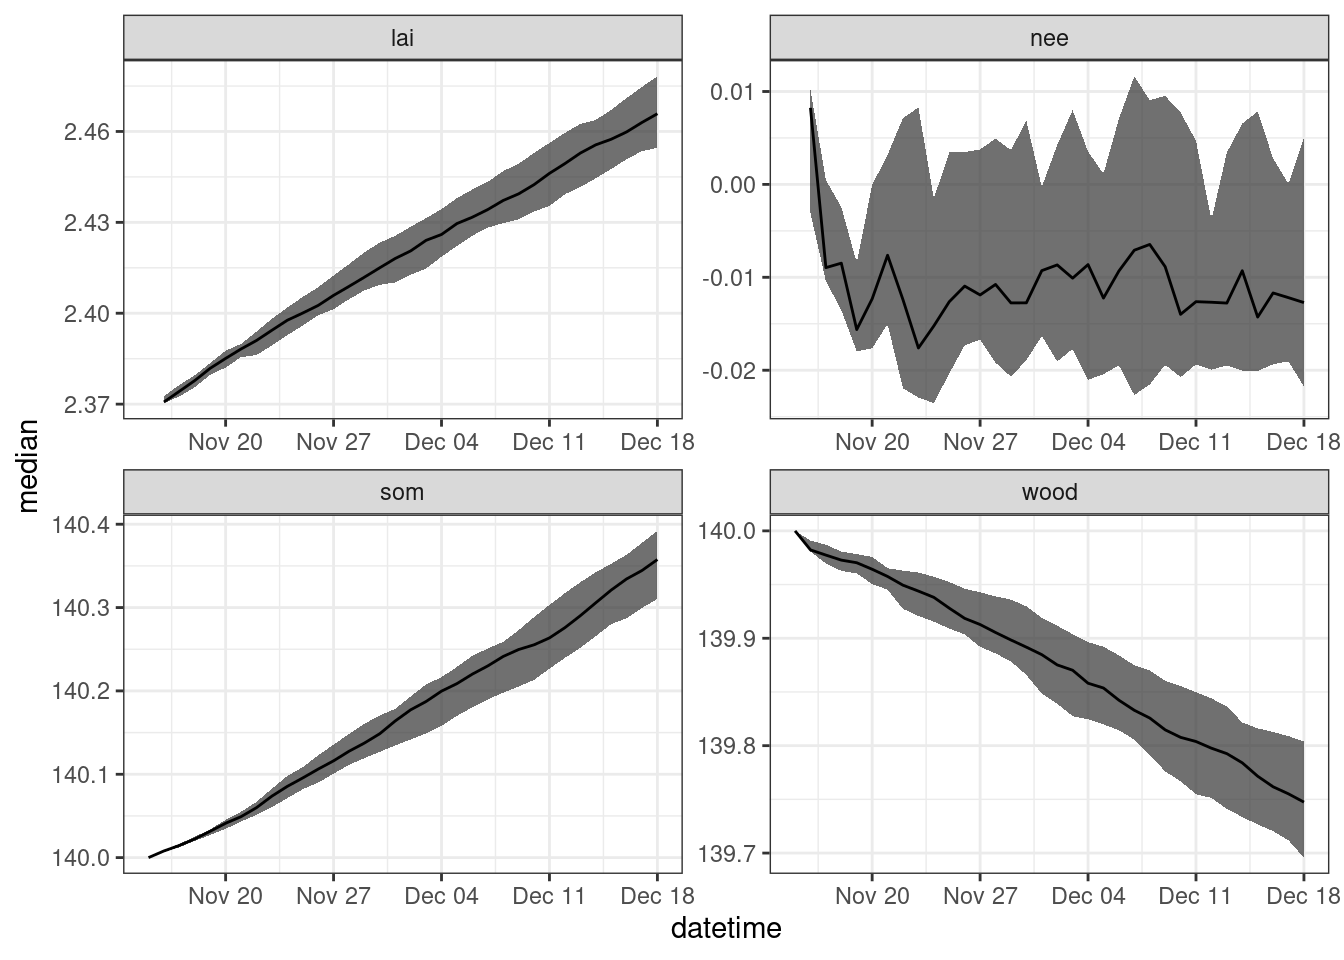 lai
nee
2.46
2.43
2.40
2.37
0.01
0.00
-0.01
-0.02
Nov 20 Nov 27 Dec 04 Dec 11 Dec 18
Nov 20 Nov 27 Dec 04 Dec 11 Dec 18
median
som
wood
140.4
140.3
140.2
140.1
140.0
140.0
139.9
139.8
139.7
Nov 20 Nov 27 Dec 04 Dec 11 Dec 18
Nov 20 Nov 27 Dec 04 Dec 11 Dec 18
datetime